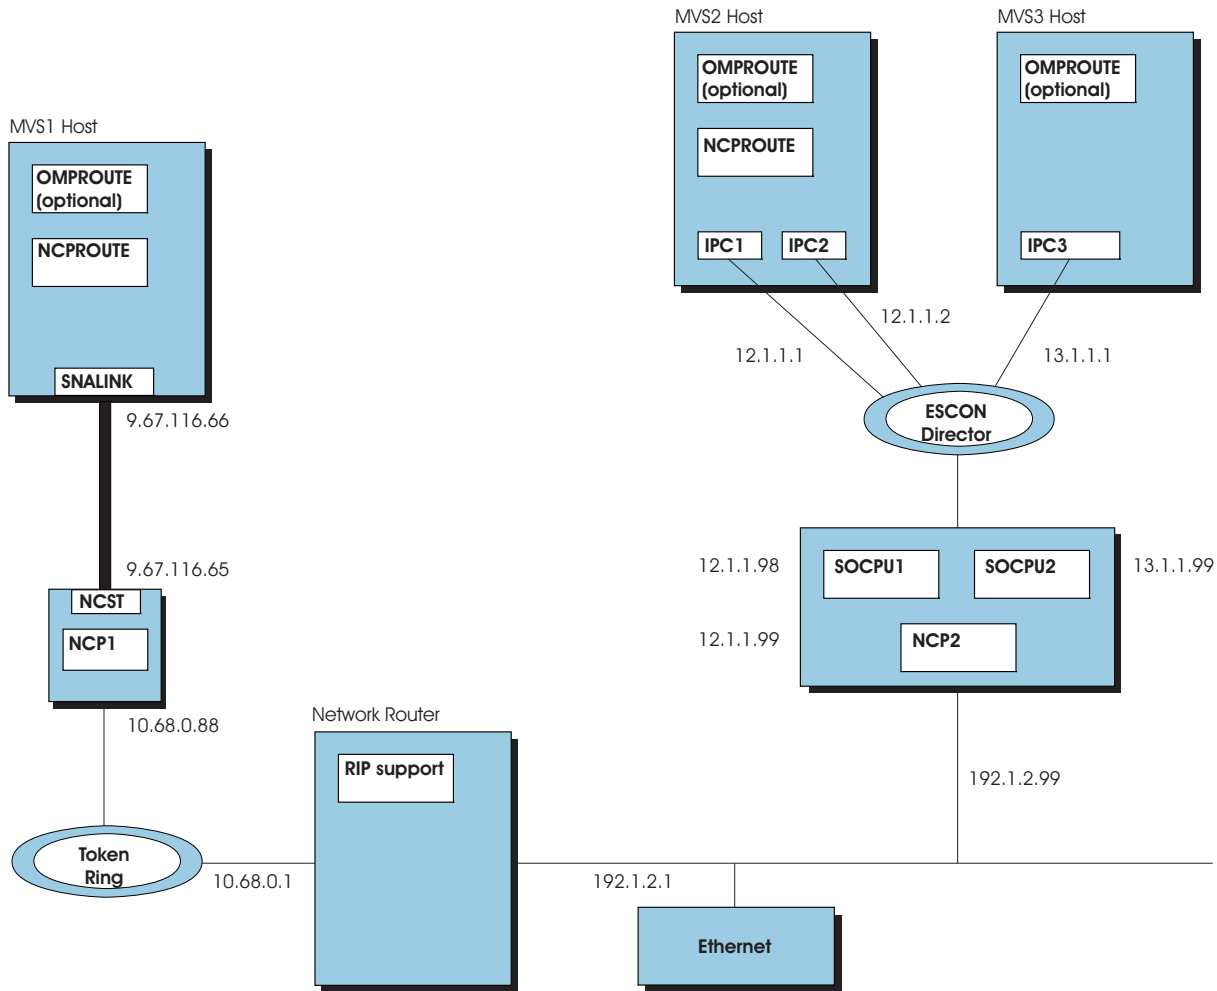 MVS2 Host
MVS3 Host
OMPROUTE
(optional)
NCPROUTE
IPC1
IPC2
OMPROUTE
(optional)
IPC3
MVS1 Host
OMPROUTE
(optional)
NCPROUTE
SNALINK
12.1.1.2
12.1.1.1
13.1.1.1
9.67.116.66
ESCON
Director
9.67.116.65
12.1.1.98
SOCPU1
SOCPU2
13.1.1.99
NCST
NCP1
12.1.1.99
NCP2
10.68.0.88
Network Router
RIP support
192.1.2.99
Token
Ring
10.68.0.1
192.1.2.1
Ethernet